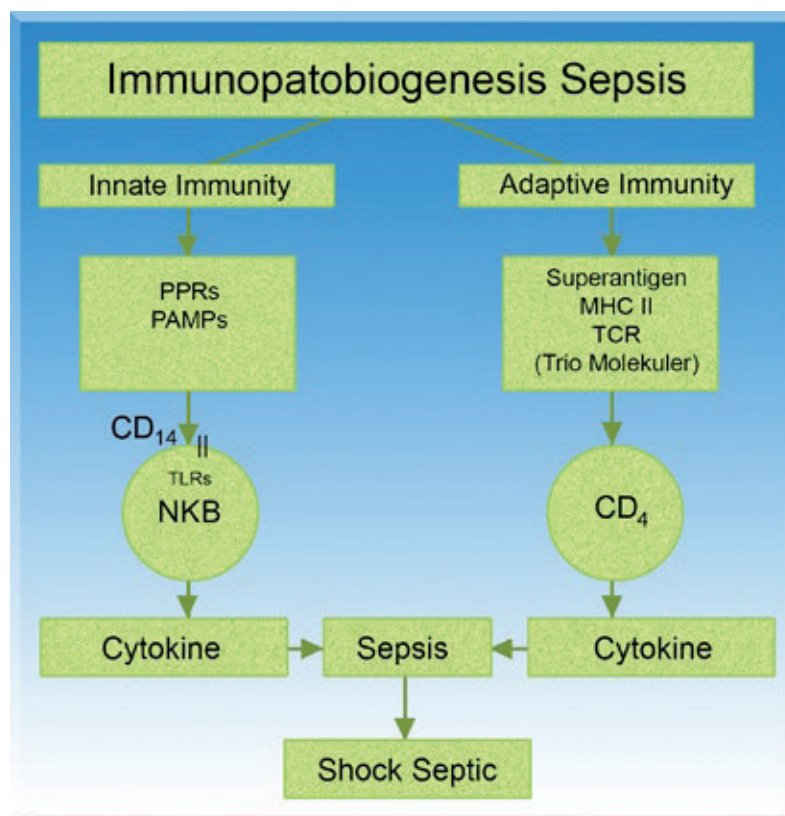 Immunopatobiogenesis Sepsis
Innate Immunity
Adaptive Immunity
PPRs
PAMPs
Superantigen
MHC II
TCR
(Trio Molekuler)
CD14
||
TLRs
NKB
CD4
Cytokine
Sepsis
Cytokine
Shock Septic